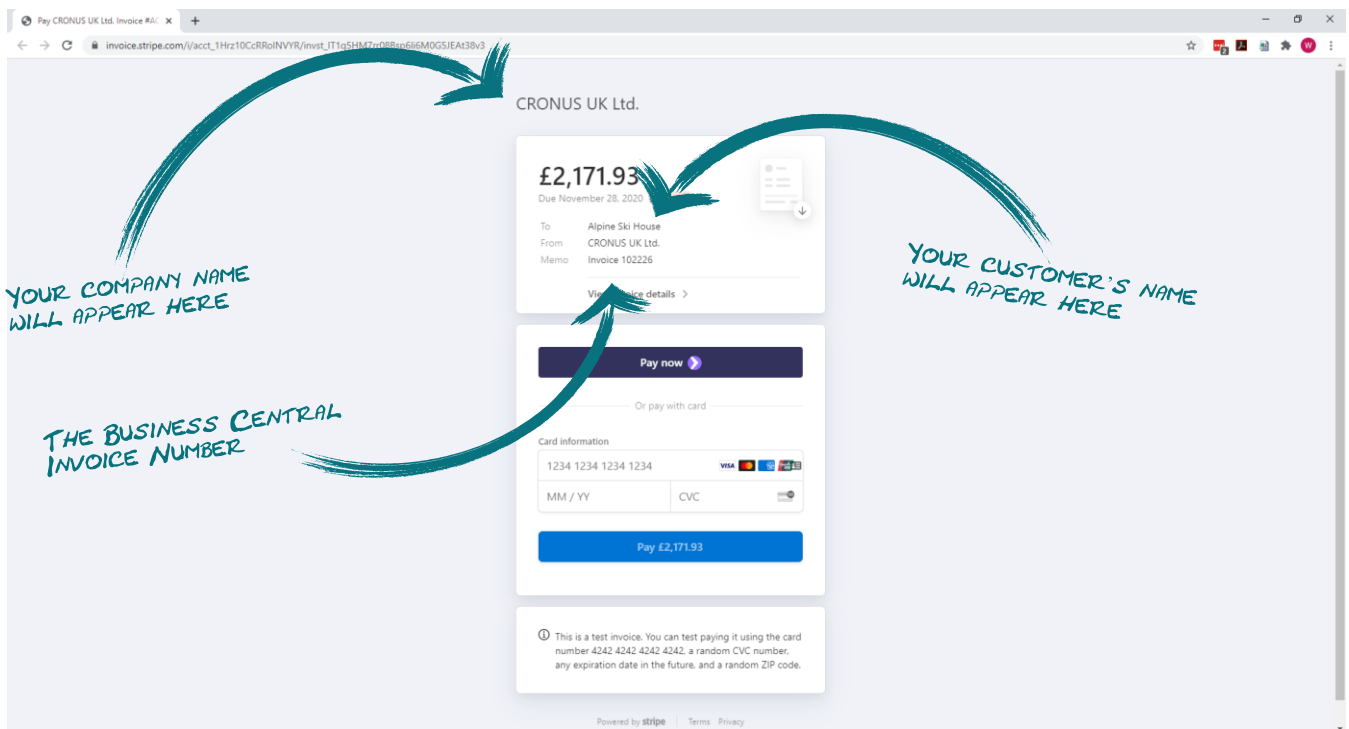 Pay CRONUS UK Ltd. Invoice #A
invoice.stripe.com/i/acct_1Hrz10CcRRolNVYR/
CRONUS UK Ltd.
£2,171.93
Due November 28, 2020
To Alpine Ski House
From CRONUS UK Ltd.
Memo Invoice 102226
details >
YOUR COMPANY NAME
WILL APPEAR HERE
YOUR CUSTOMER'S NAME
WILL APPEAR HERE
THE BUSINESS CENTRAL
INVOICE NUMBER
Pay now
Or pay with card
Card information
1234 1234 1234 1234
VISA
MM / YY CVC
Pay £2,171.93
This is a test invoice. You can test paying it using the card
number 4242 4242 4242 4242, a random CVC number,
any expiration date in the future, and a random ZIP code.
Powered by stripe Terms Privacy
W
2